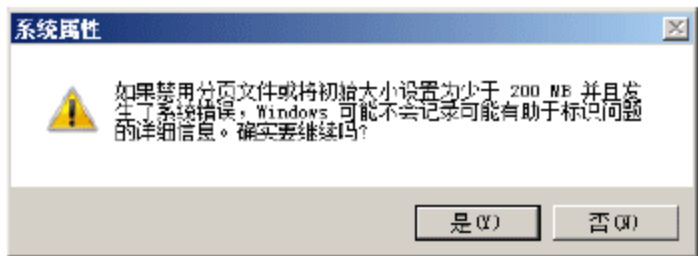 系统属性
如果禁用分页文件或将初始大小设置为少于 200 MB 并且发
生了系统错误，Windows 可能不会记录可能有助于标识问题
的详细信息。确实要继续吗?
是(Y)
否(N)